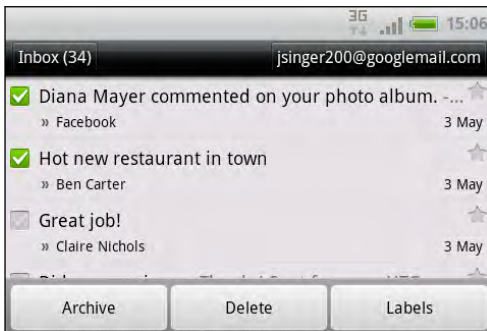 3G 15:06
Inbox (34) jsinger200@googlemail.com
Diana Mayer commented on your photo album. -...
» Facebook 3 May
Hot new restaurant in town
» Ben Carter 3 May
Great job!
» Claire Nichols 3 May
Archive Delete Labels